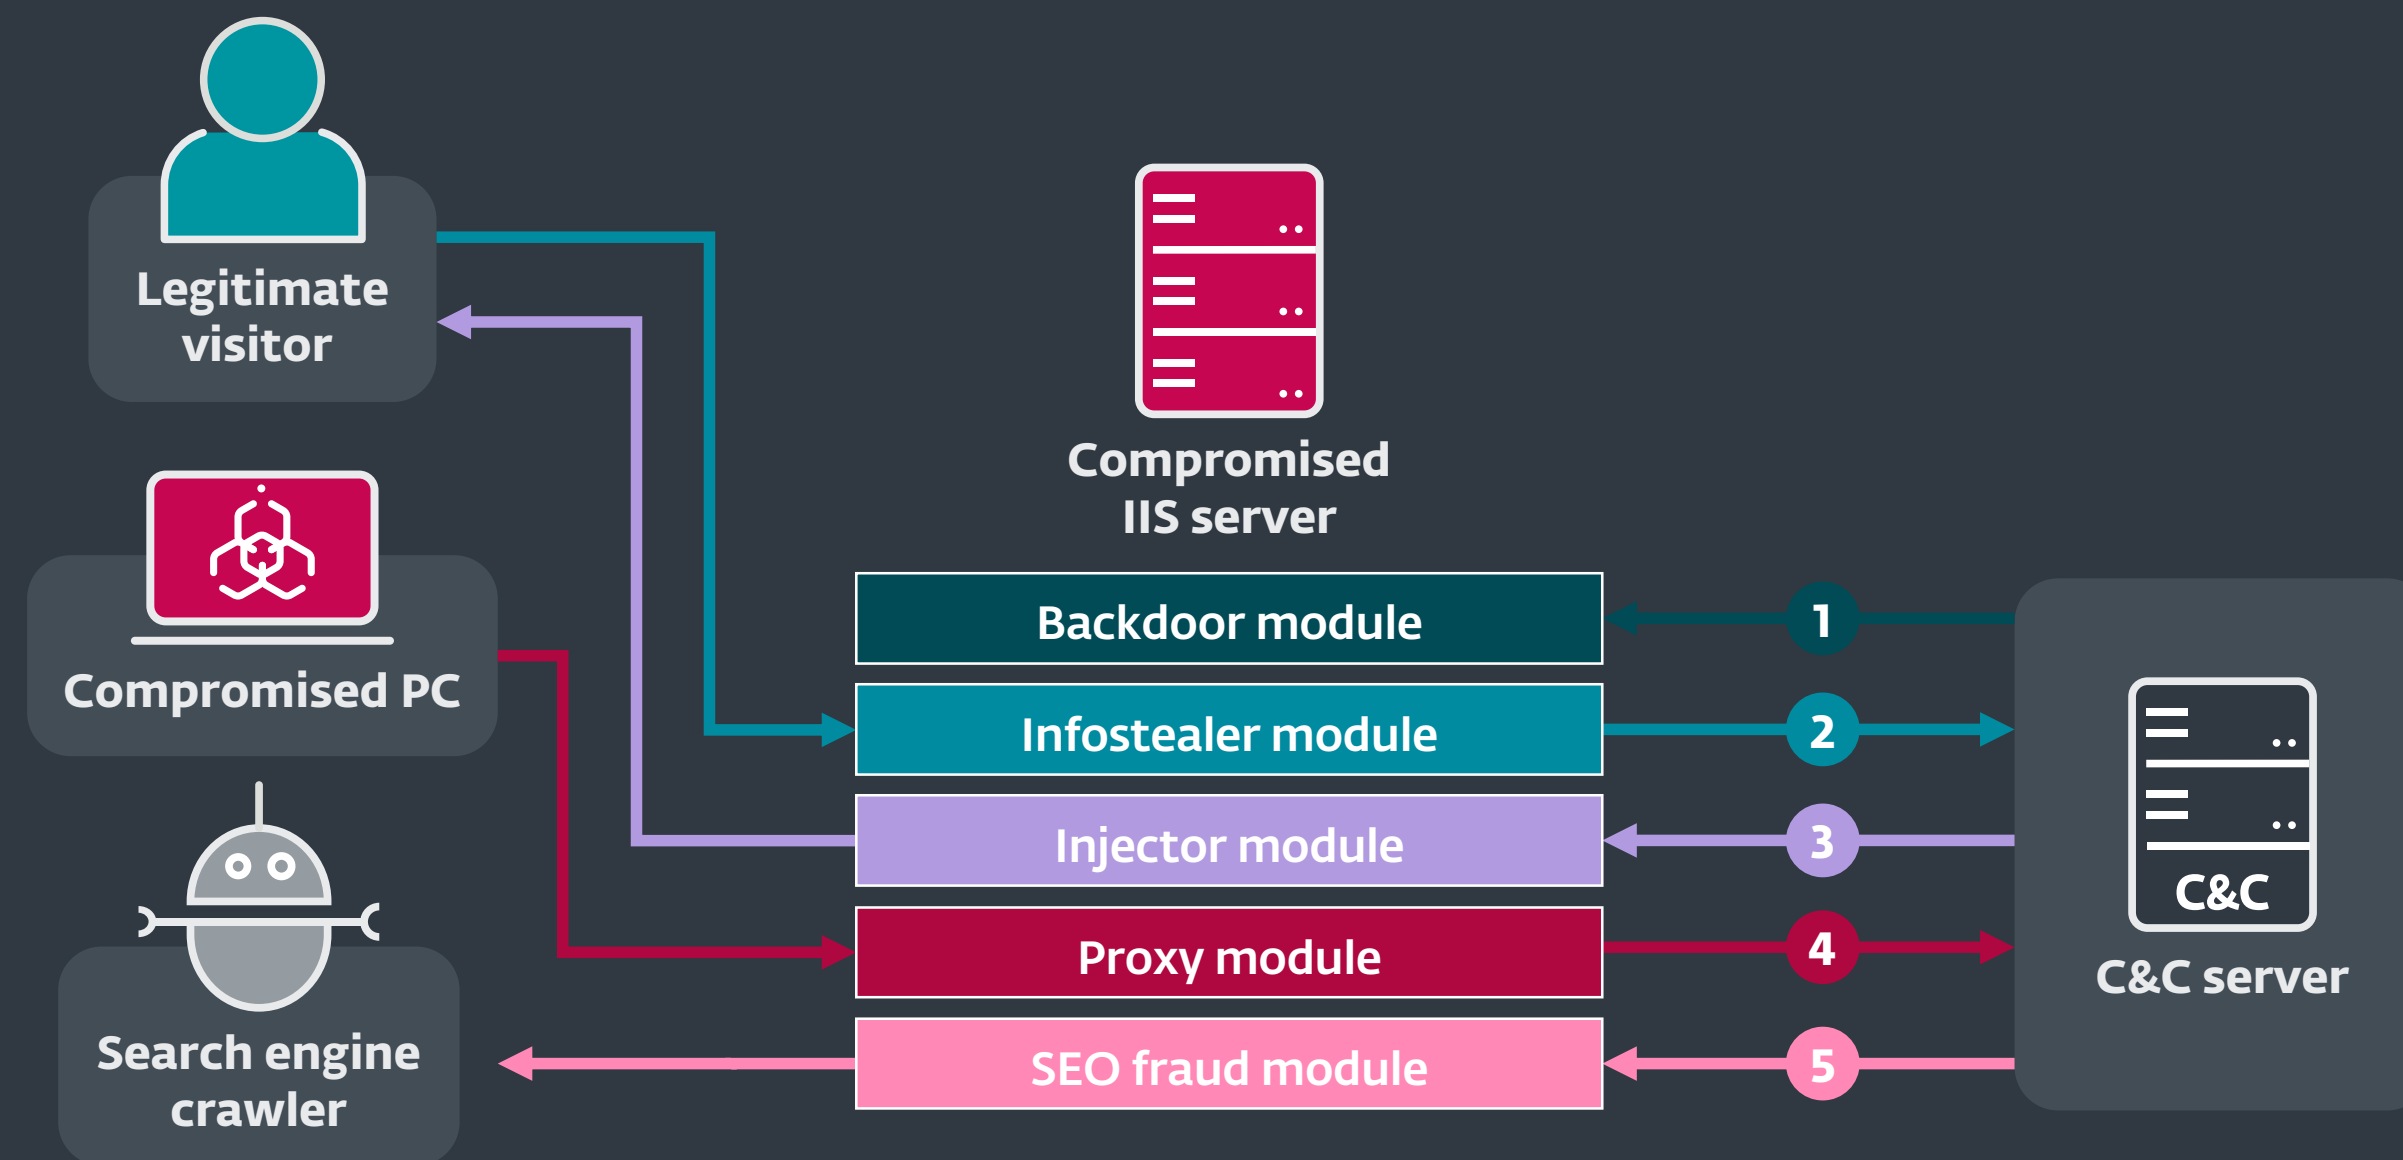 Legitimate
visitor
Compromised PC
Search engine
crawler
Compromised
IIS server
Backdoor module
Infostealer module
Injector module
Proxy module
SEO fraud module
1
2
3
4
5
C&C
C&C server